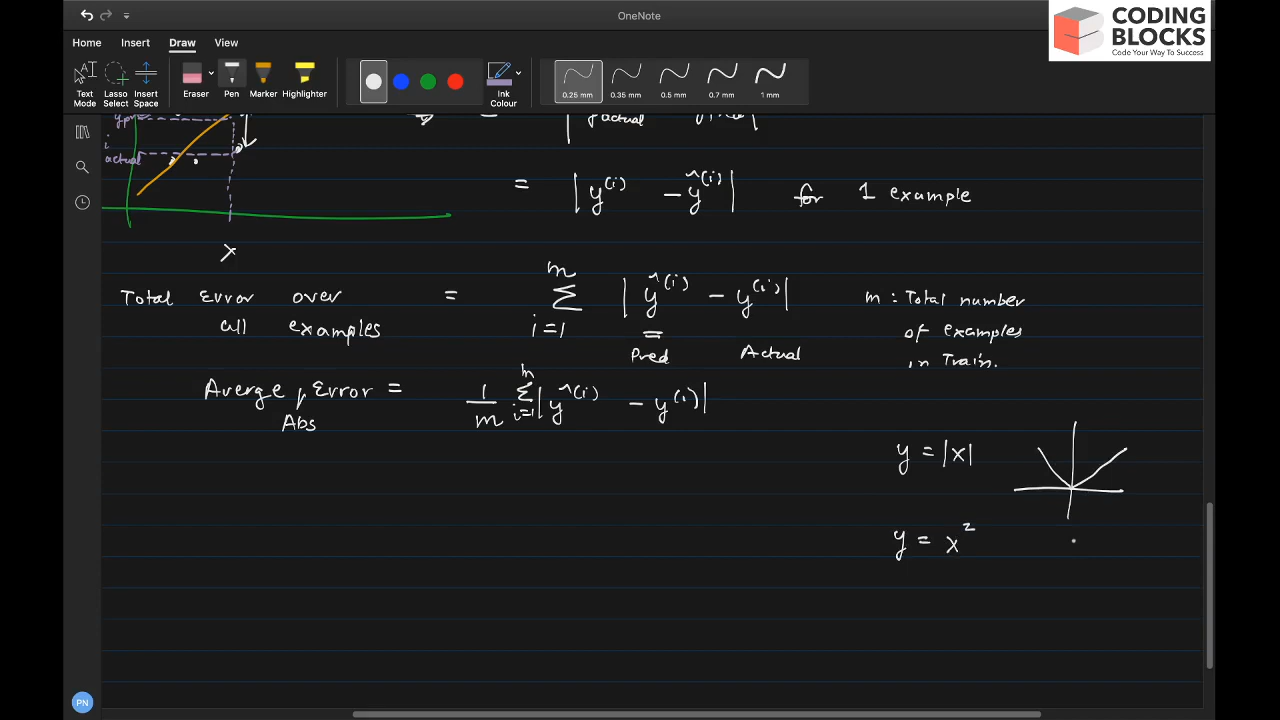 OneNote
CODING
BLOCKS
Code Your Way To Success
Home Insert Draw View
Text Mode
Lasso Select
Insert Space
Eraser
Pen
Marker
Highlighter
Ink Colour
0.25 mm 0.35 mm 0.5 mm 0.7 mm 1 mm
i
actual
= | y⁽ⁱ⁾ - ŷ⁽ⁱ⁾ | for 1 example
x
Total Error over all examples = m Σ i=1 | ŷ⁽ⁱ⁾ - y⁽ⁱ⁾ |
Pred Actual
m : Total number
of examples
in Train.
Averge Abs Error = 1/m m Σ i=1 | ŷ⁽ⁱ⁾ - y⁽ⁱ⁾ |
y = |x|
y = x²
PN